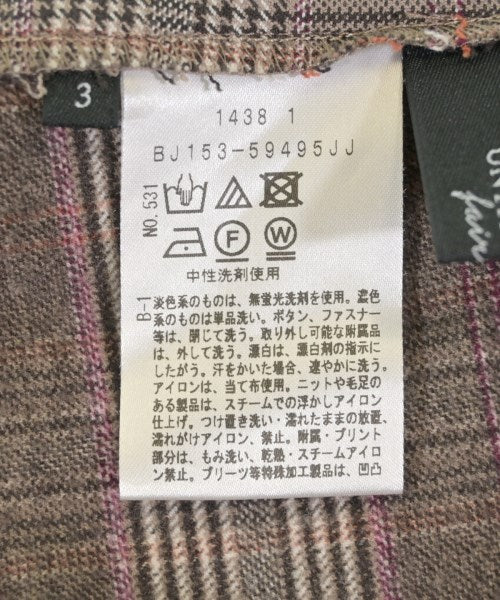 3
1438 1
BJ153-59495JJ
NO.531
F
W
中性洗剤使用
B-1
淡色系のものは、無蛍光洗剤を使用。濃色
系のものは単品洗い。ボタン、ファスナー
等は、閉じて洗う。取り外し可能な附属品
は、外して洗う。漂白は、漂白剤の指示に
したがう。汗をかいた場合、速やかに洗う。
アイロンは、当て布使用。ニットや毛足の
ある製品は、スチームでの浮かしアイロン
仕上げ。つけ置き洗い・濡れたままの放置、
濡れがけアイロン、禁止。附属・プリント
部分は、もみ洗い、乾熱・スチームアイロ
ン禁止。プリーツ等特殊加工製品は、凹凸